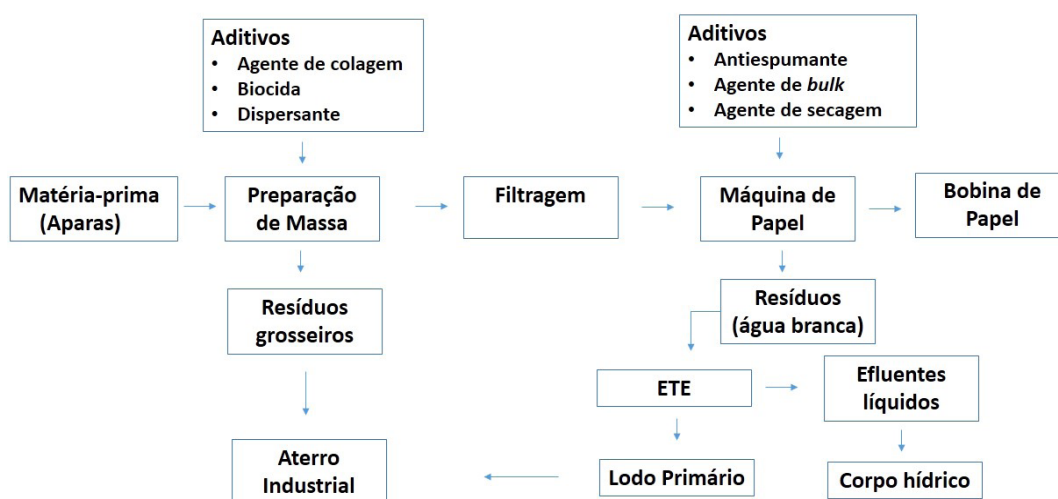 Aditivos
• Agente de colagem
• Biocida
• Dispersante
Aditivos
• Antiespumante
• Agente de bulk
• Agente de secagem
Matéria-prima
(Aparas)
Preparação
de Massa
Filtragem
Máquina de
Papel
Bobina de
Papel
Resíduos
grosseiros
Resíduos
(água branca)
ETE
Efluentes
líquidos
Aterro
Industrial
Lodo Primário
Corpo hídrico